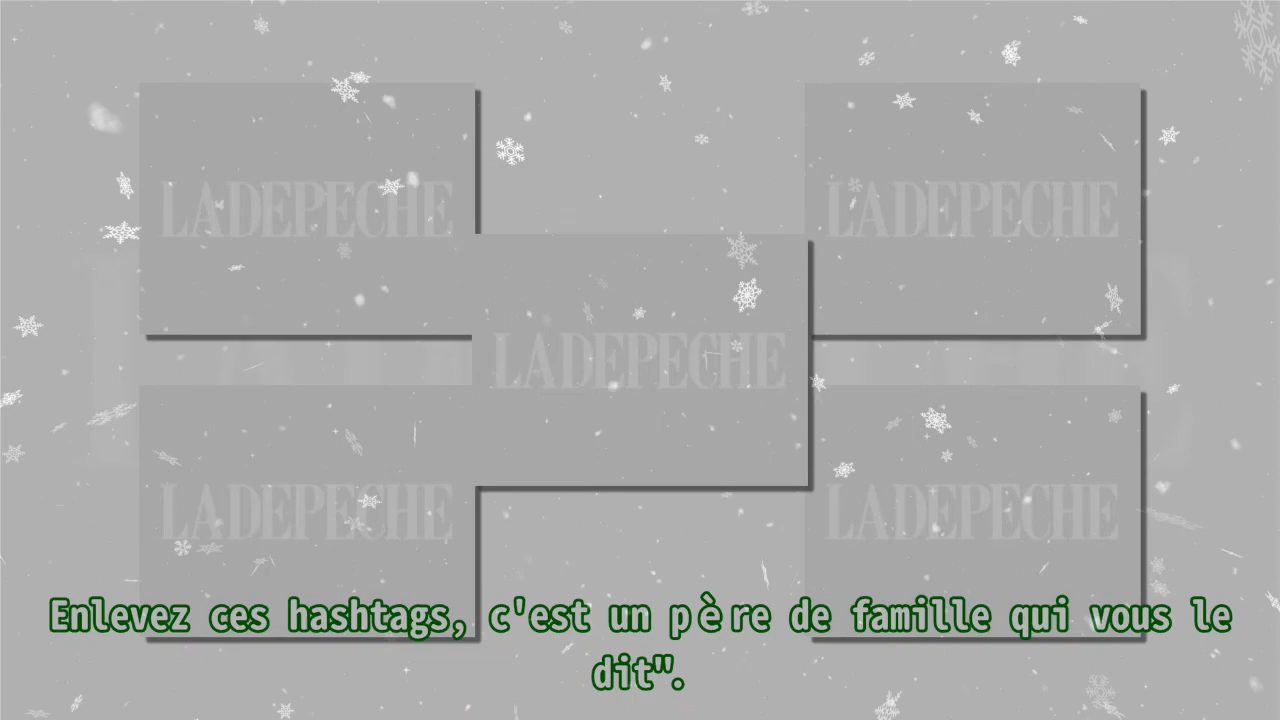 LADEPECHE
LADEPECHE
LADEPECHE
LADEPECHE
LADEPECHE
Enlevez ces hashtags, c'est un père de famille qui vous le
dit".